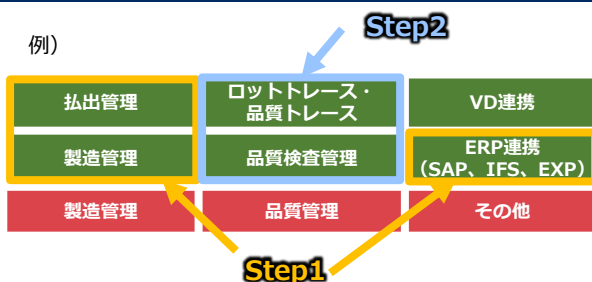 Step2
例）
払出管理
ロットトレース・
品質トレース
VD連携
製造管理
品質検査管理
ERP連携
（SAP、IFS、EXP）
製造管理
品質管理
その他
Step1